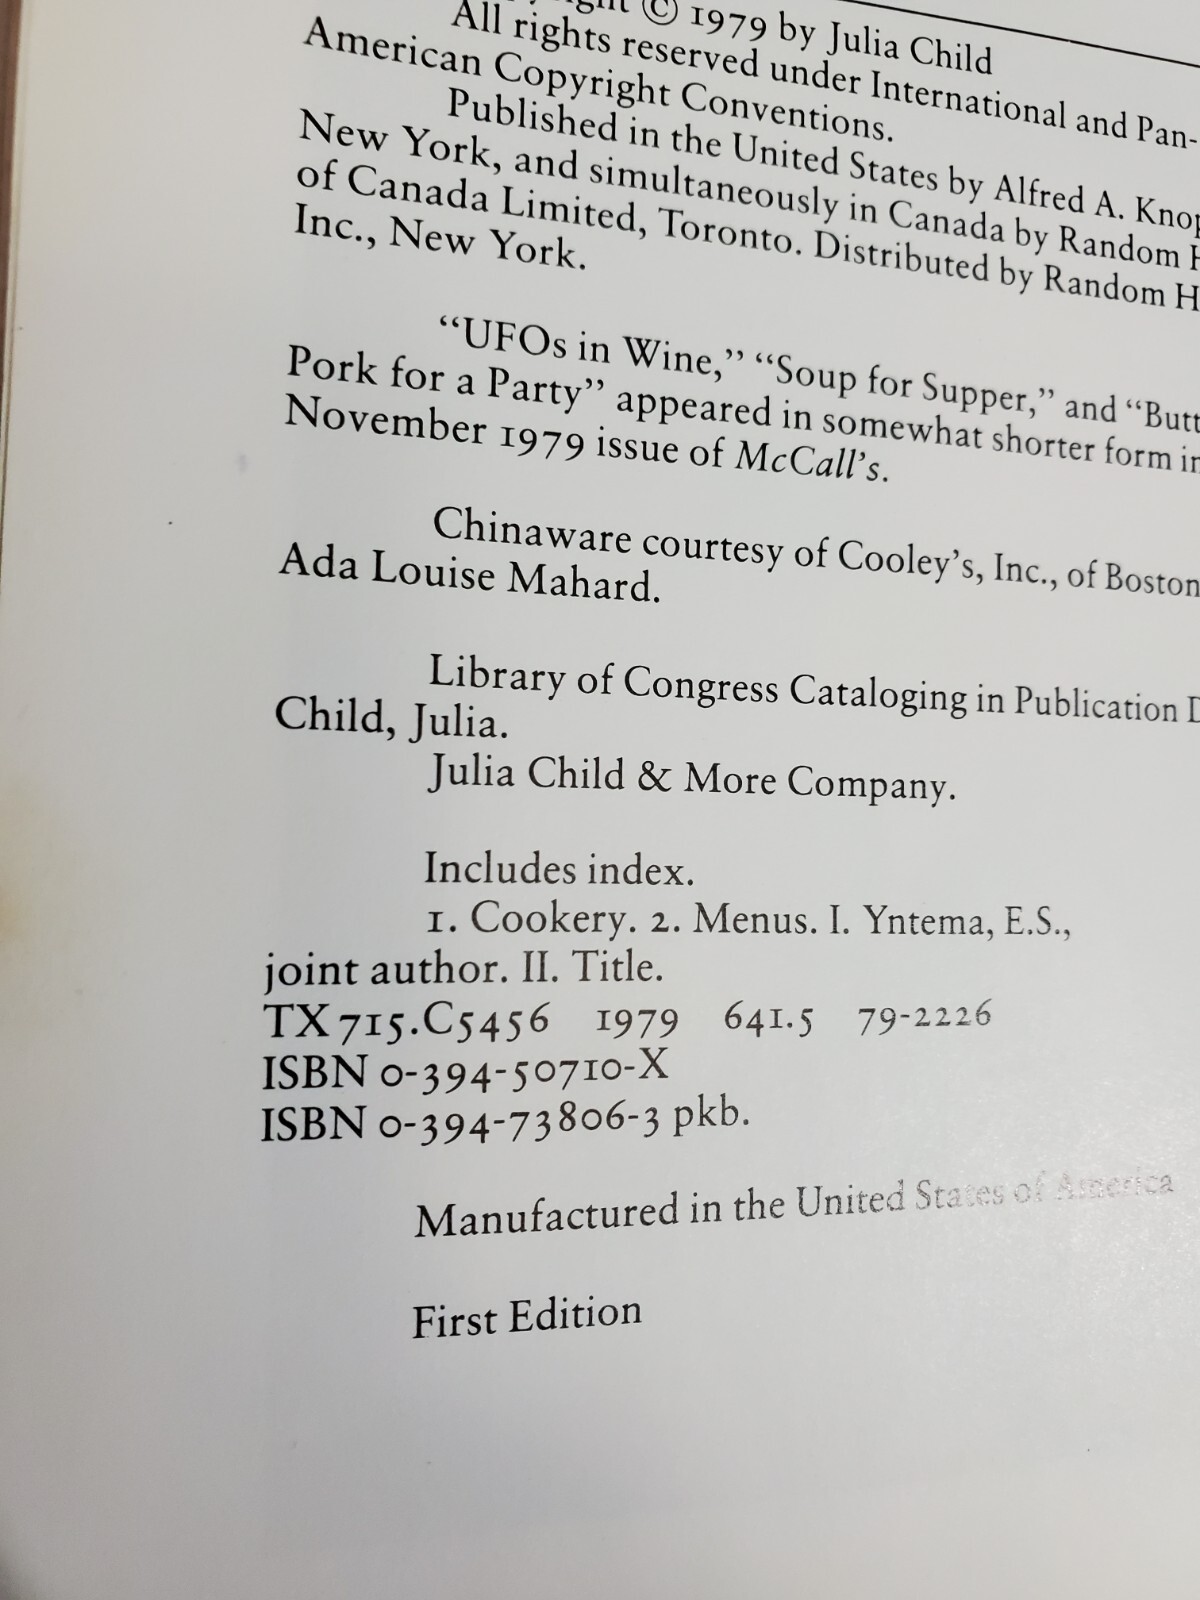 © 1979 by Julia Child
All rights reserved under International and Pan-
American Copyright Conventions.
Published in the United States by Alfred A.
New York, and simultaneously in Canada by Random
of Canada Limited, Toronto. Distributed by Random
Inc., New York.
“UFOs in Wine,” “Soup for Supper,” and
Pork for a Party” appeared in somewhat shorter form
November 1979 issue of McCall’s.
Chinaware courtesy of Cooley’s, Inc., of Boston
Ada Louise Mahard.
Library of Congress Cataloging in Publication
Child, Julia.
Julia Child & More Company.
Includes index.
1. Cookery. 2. Menus. I. Yntema, E.S.,
joint author. II. Title.
TX715.C5456 1979 641.5 79-2226
ISBN 0-394-50710-X
ISBN 0-394-73806-3 pkb.
Manufactured in the United States of America
First Edition